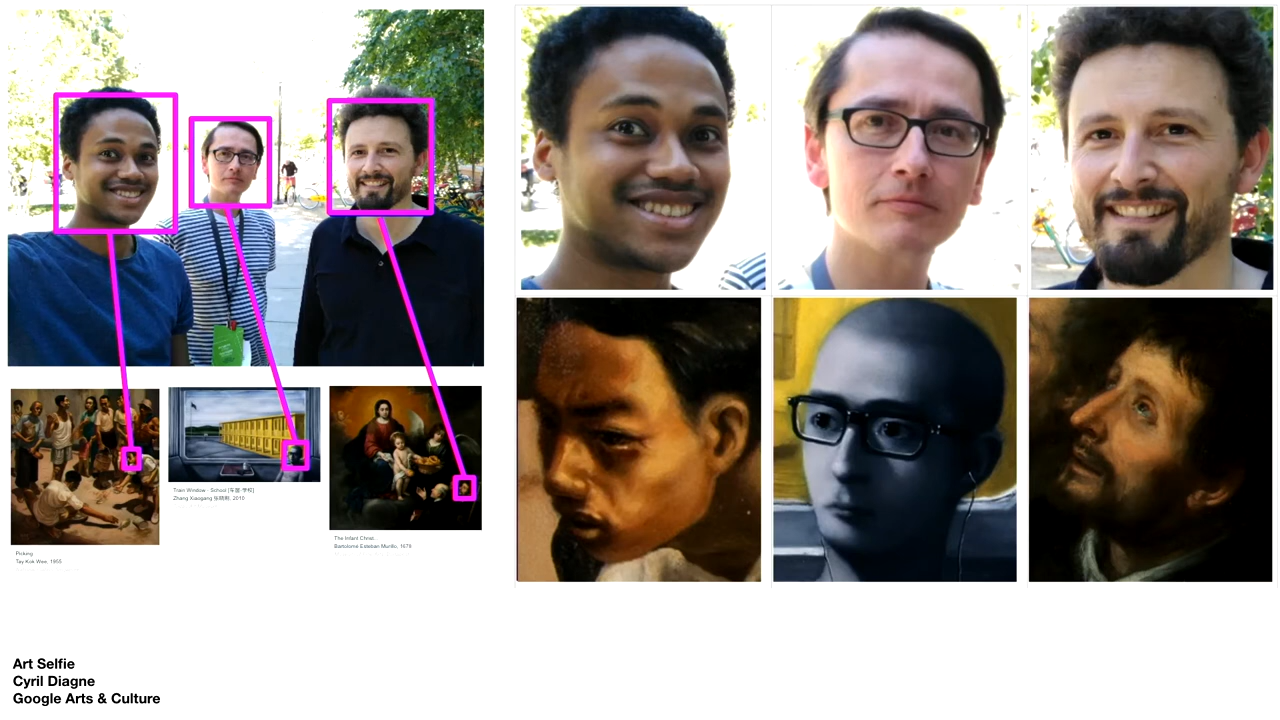 Train Window · School [车窗·学校]
Zhang Xiaogang 张晓刚, 2010
The Infant Christ
Bartolomé Esteban Murillo, 1679
Picking
Tay Kok Wee, 1955
Art Selfie
Cyril Diagne
Google Arts & Culture